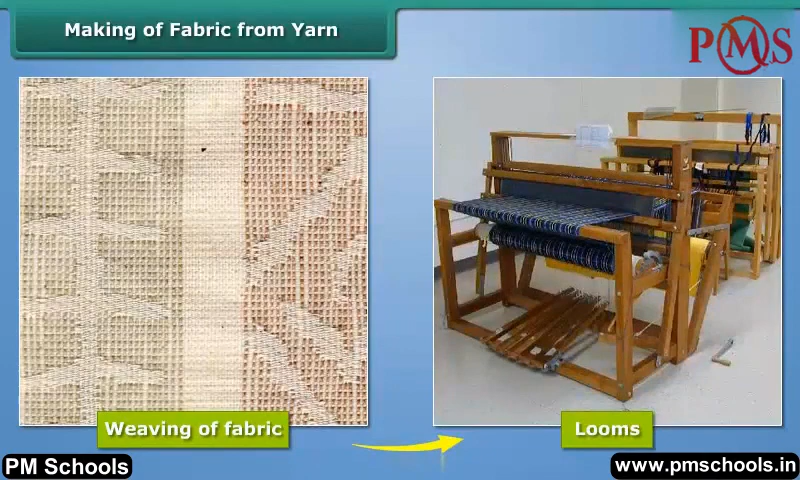 Making of Fabric from Yarn
PMS
Weaving of fabric
Looms
PM Schools
www.pmschools.in